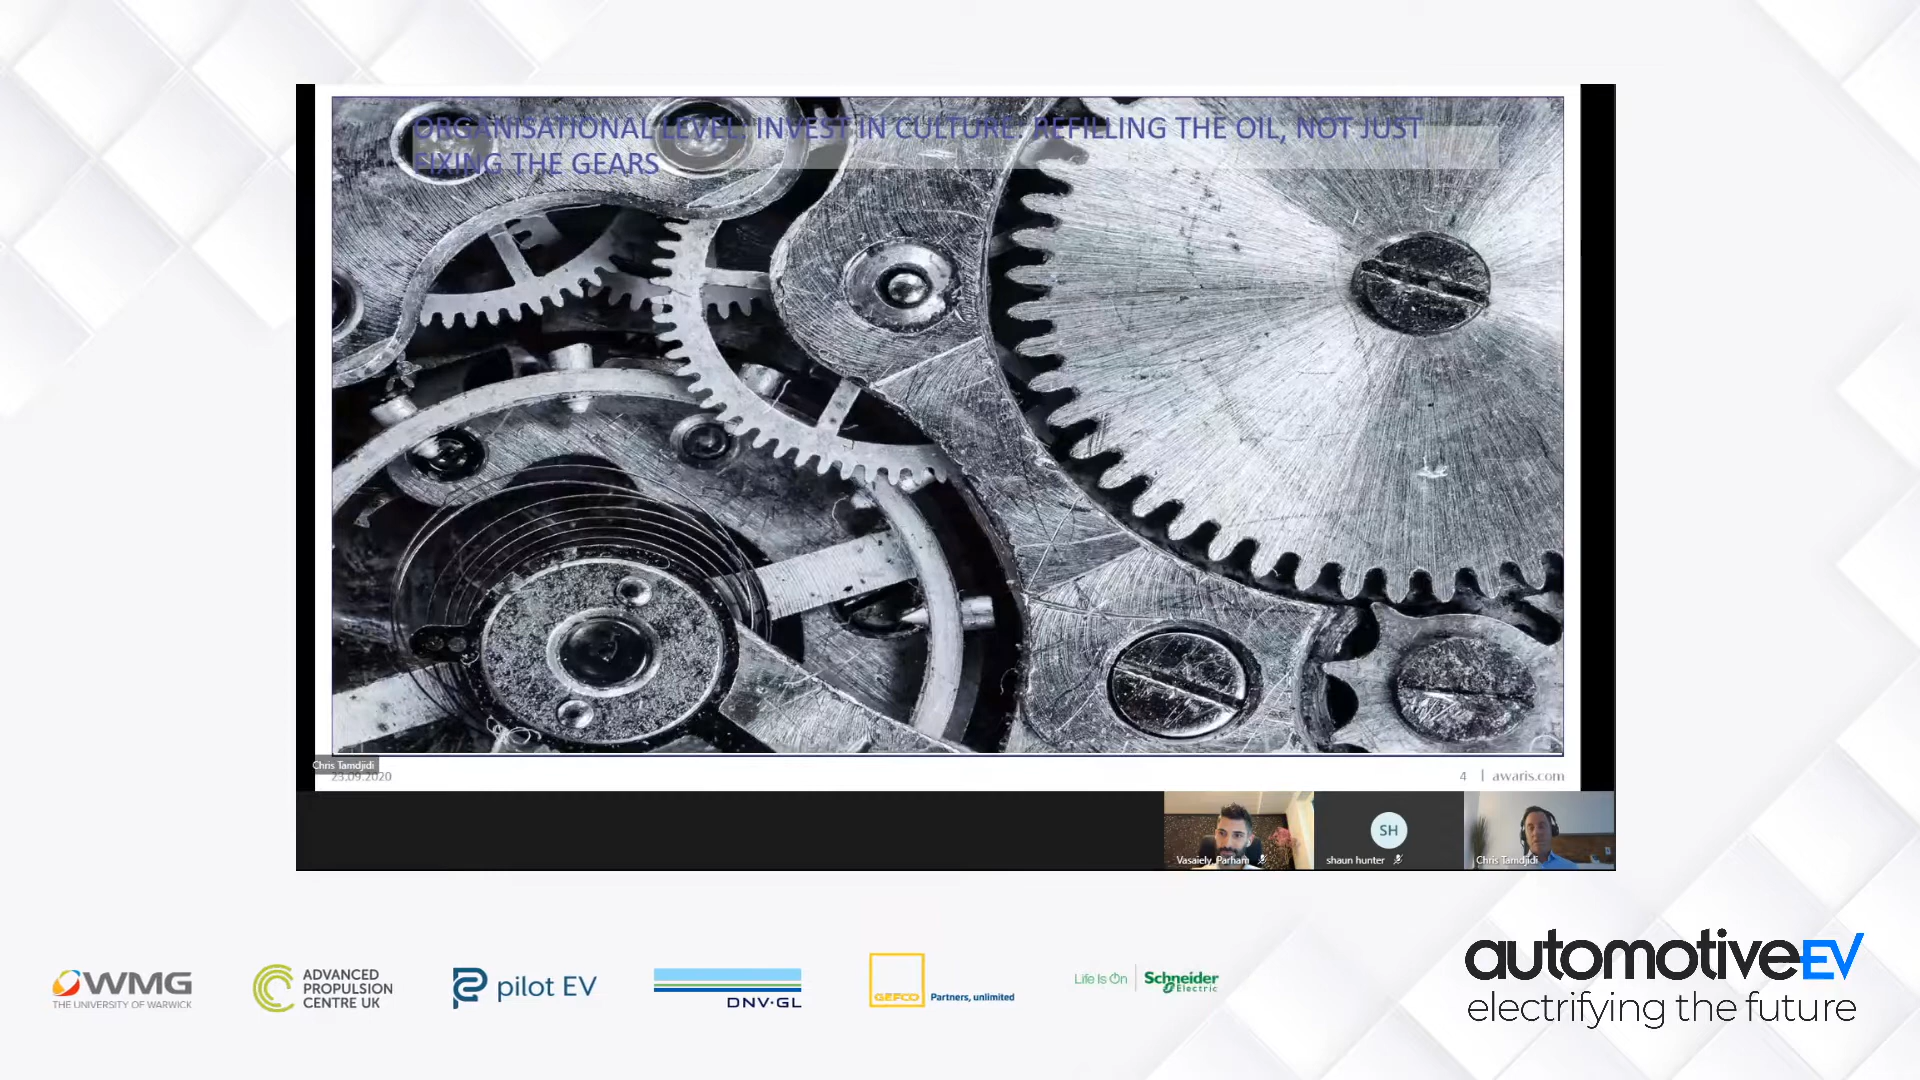 ORGANISATIONAL LEVEL: INVEST IN CULTURE: REFILLING THE OIL, NOT JUST
FIXING THE GEARS
Chris Tamdjidi
23.09.2020
4 | awaris.com
Vasaiely, Parham
SH
shaun hunter
Chris Tamdjidi
WMG
THE UNIVERSITY OF WARWICK
ADVANCED
PROPULSION
CENTRE UK
pilot EV
DNV·GL
GEFCO
Partners, unlimited
Life Is On
Schneider
Electric
automotiveEV
electrifying the future